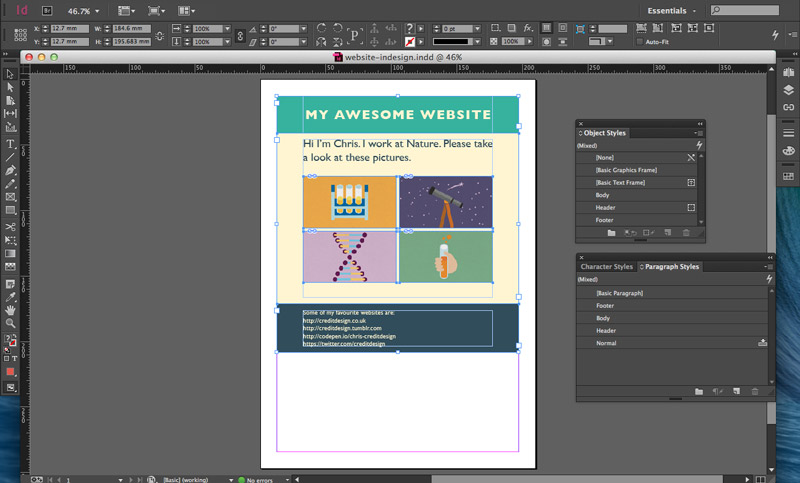 Id
Br
46.7%
Essentials
X: 12.7 mm
W: 184.6 mm
100%
0°
0 pt
Y: 12.7 mm
H: 195.683 mm
100%
0°
100%
Auto-Fit
website-indesign.indd @ 46%
150
100
50
0
50
100
150
200
250
300
350
MY AWESOME WEBSITE
Hi I'm Chris. I work at Nature. Please take
a look at these pictures.
Some of my favourite websites are:
http://creditdesign.co.uk
http://creditdesign.tumblr.com
http://codepen.io/chris-creditdesign
https://twitter.com/creditdesign
Object Styles
(Mixed)
[None]
[Basic Graphics Frame]
[Basic Text Frame]
Body
Header
Footer
Character Styles
Paragraph Styles
(Mixed)
[Basic Paragraph]
Footer
Body
Header
Normal
1
[Basic] (working)
No errors